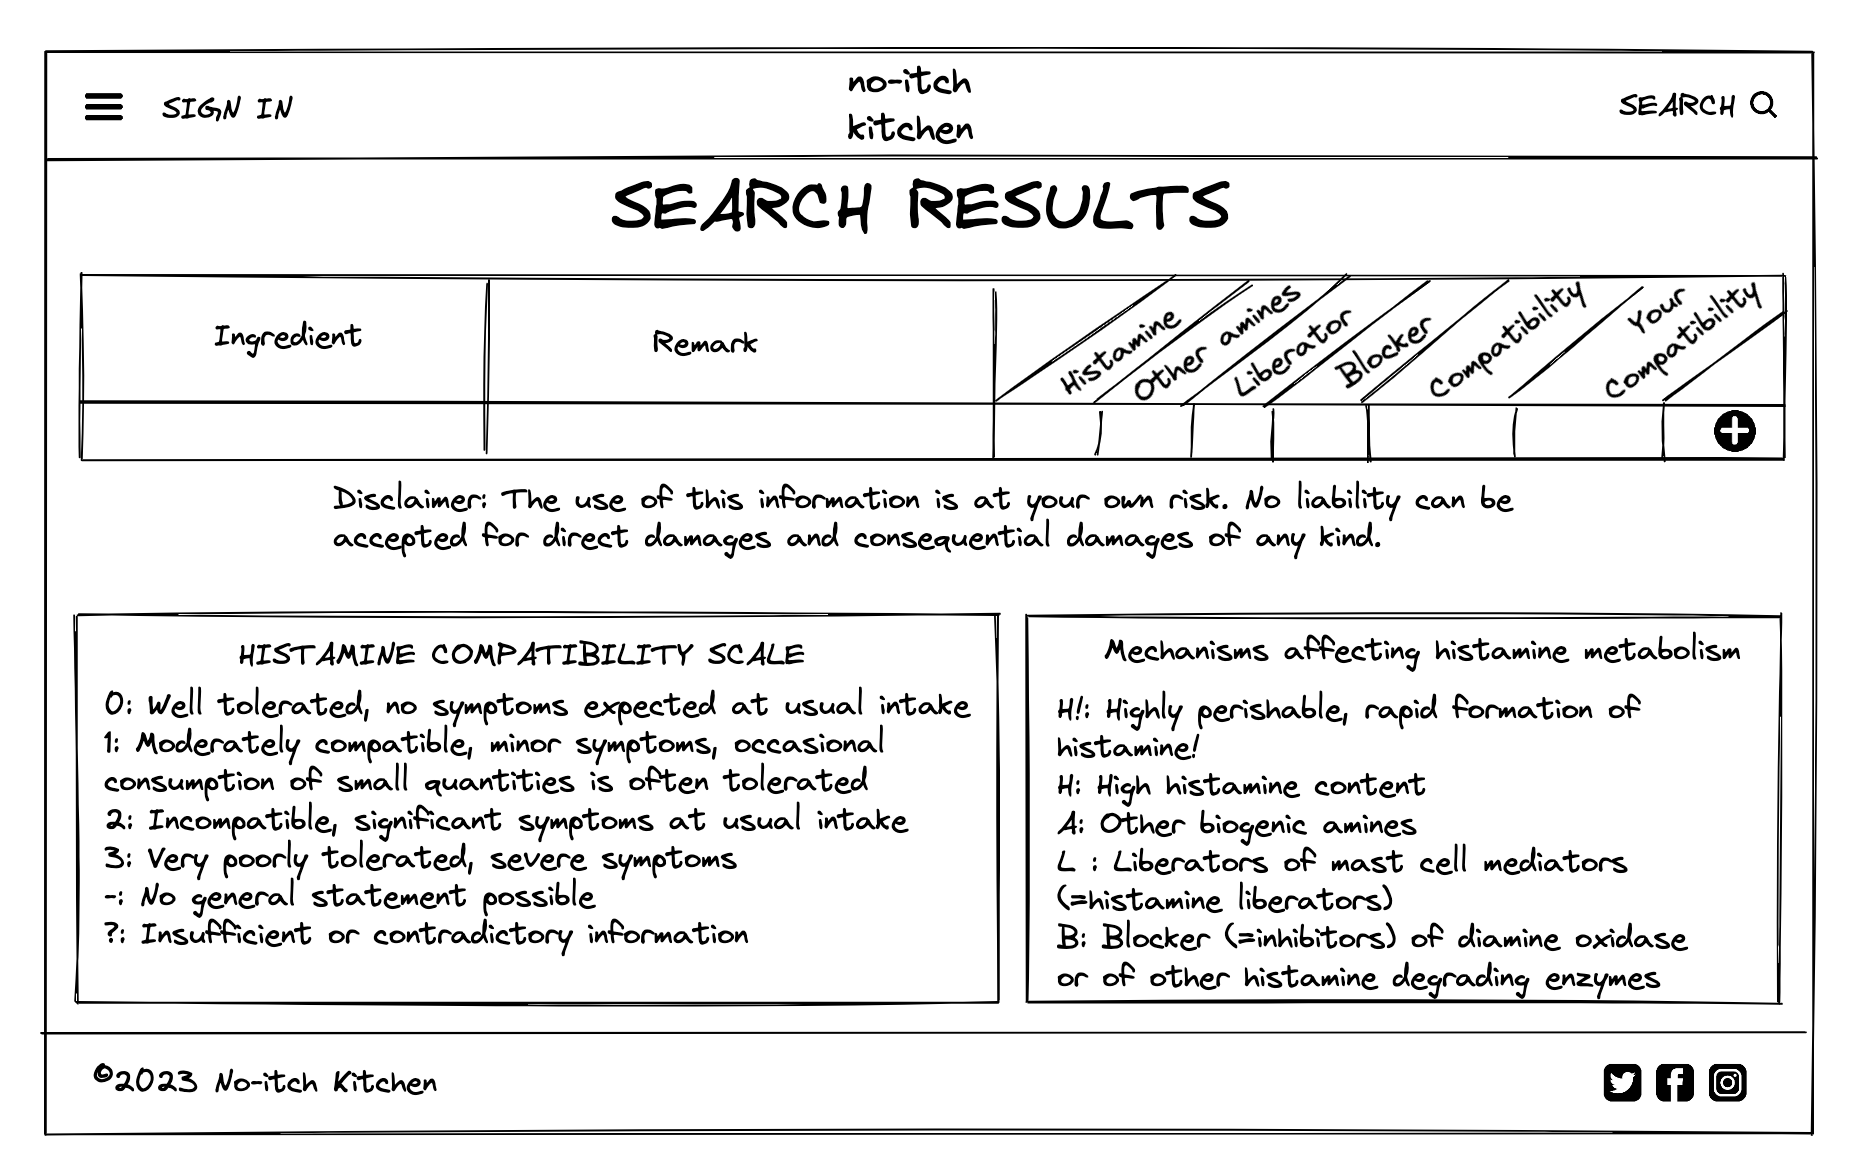 SIGN IN
no-itch
kitchen
SEARCH
SEARCH RESULTS
Ingredient
Remark
Histamine
Other amines
Liberator
Blocker
Compatibility
Your
Compatibility
Disclaimer: The use of this information is at your own risk. No liability can be
accepted for direct damages and consequential damages of any kind.
HISTAMINE COMPATIBILITY SCALE
0: Well tolerated, no symptoms expected at usual intake
1: Moderately compatible, minor symptoms, occasional
consumption of small quantities is often tolerated
2: Incompatible, significant symptoms at usual intake
3: Very poorly tolerated, severe symptoms
-: No general statement possible
?: Insufficient or contradictory information
Mechanisms affecting histamine metabolism
H!: Highly perishable, rapid formation of
histamine!
H: High histamine content
A: Other biogenic amines
L : Liberators of mast cell mediators
(=histamine liberators)
B: Blocker (=inhibitors) of diamine oxidase
or of other histamine degrading enzymes
©2023 No-itch Kitchen